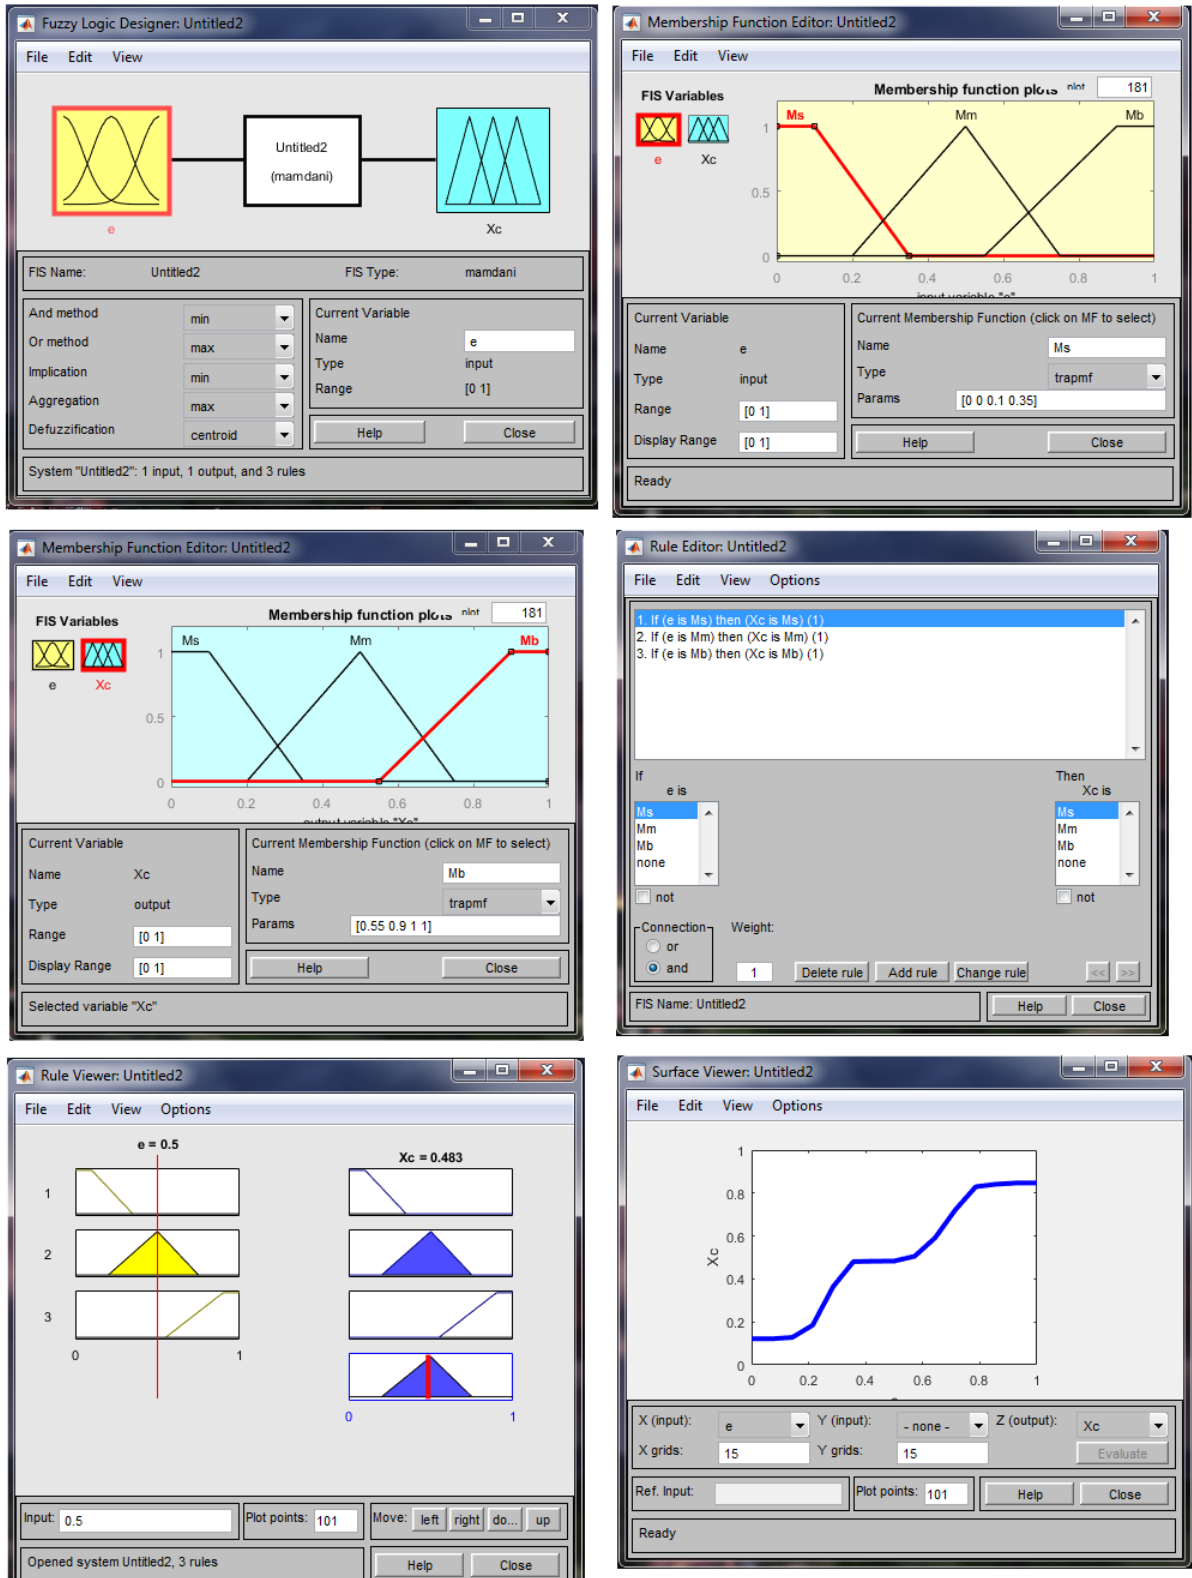 Fuzzy Logic Designer: Untitled2
File Edit View
e
Untitled2
(mamdani)
Xc
FIS Name: Untitled2 FIS Type: mamdani
And method min
Or method max
Implication min
Aggregation max
Defuzzification centroid
Current Variable
Name e
Type input
Range [0 1]
Help Close
System "Untitled2": 1 input, 1 output, and 3 rules
Membership Function Editor: Untitled2
File Edit View
FIS Variables
e Xc
Membership function plots plot 181
Ms Mm Mb
1
0.5
0
0 0.2 0.4 0.6 0.8 1
input variable "e"
Current Variable
Name e
Type input
Range [0 1]
Display Range [0 1]
Current Membership Function (click on MF to select)
Name Ms
Type trapmf
Params [0 0 0.1 0.35]
Help Close
Ready
Membership Function Editor: Untitled2
File Edit View
FIS Variables
e Xc
Membership function plots plot 181
Ms Mm Mb
1
0.5
0
0 0.2 0.4 0.6 0.8 1
output variable "Xc"
Current Variable
Name Xc
Type output
Range [0 1]
Display Range [0 1]
Current Membership Function (click on MF to select)
Name Mb
Type trapmf
Params [0.55 0.9 1 1]
Help Close
Selected variable "Xc"
Rule Editor: Untitled2
File Edit View Options
1. If (e is Ms) then (Xc is Ms) (1)
2. If (e is Mm) then (Xc is Mm) (1)
3. If (e is Mb) then (Xc is Mb) (1)
If
e is
Ms
Mm
Mb
none
not
Then
Xc is
Ms
Mm
Mb
none
not
Connection
or
and
Weight:
1 Delete rule Add rule Change rule << >>
FIS Name: Untitled2 Help Close
Rule Viewer: Untitled2
File Edit View Options
e = 0.5
Xc = 0.483
1
2
3
0 1
0 1
Input: 0.5 Plot points: 101 Move: left right do... up
Opened system Untitled2, 3 rules Help Close
Surface Viewer: Untitled2
File Edit View Options
1
0.8
0.6
0.4
0.2
0
Xc
0 0.2 0.4 0.6 0.8 1
X (input): e Y (input): - none - Z (output): Xc
X grids: 15 Y grids: 15 Evaluate
Ref. Input: Plot points: 101 Help Close
Ready